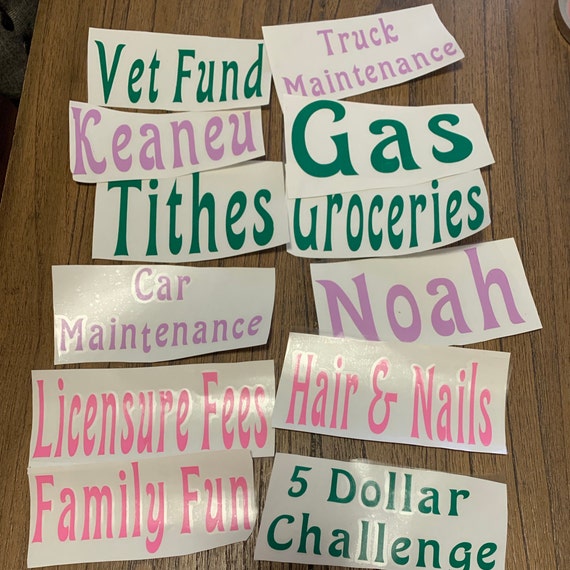 Vet Fund
Truck
Maintenance
Keaneu
Gas
Tithes
Groceries
Car
Maintenance
Noah
Licensure Fees
Hair & Nails
Family Fun
5 Dollar
Challenge